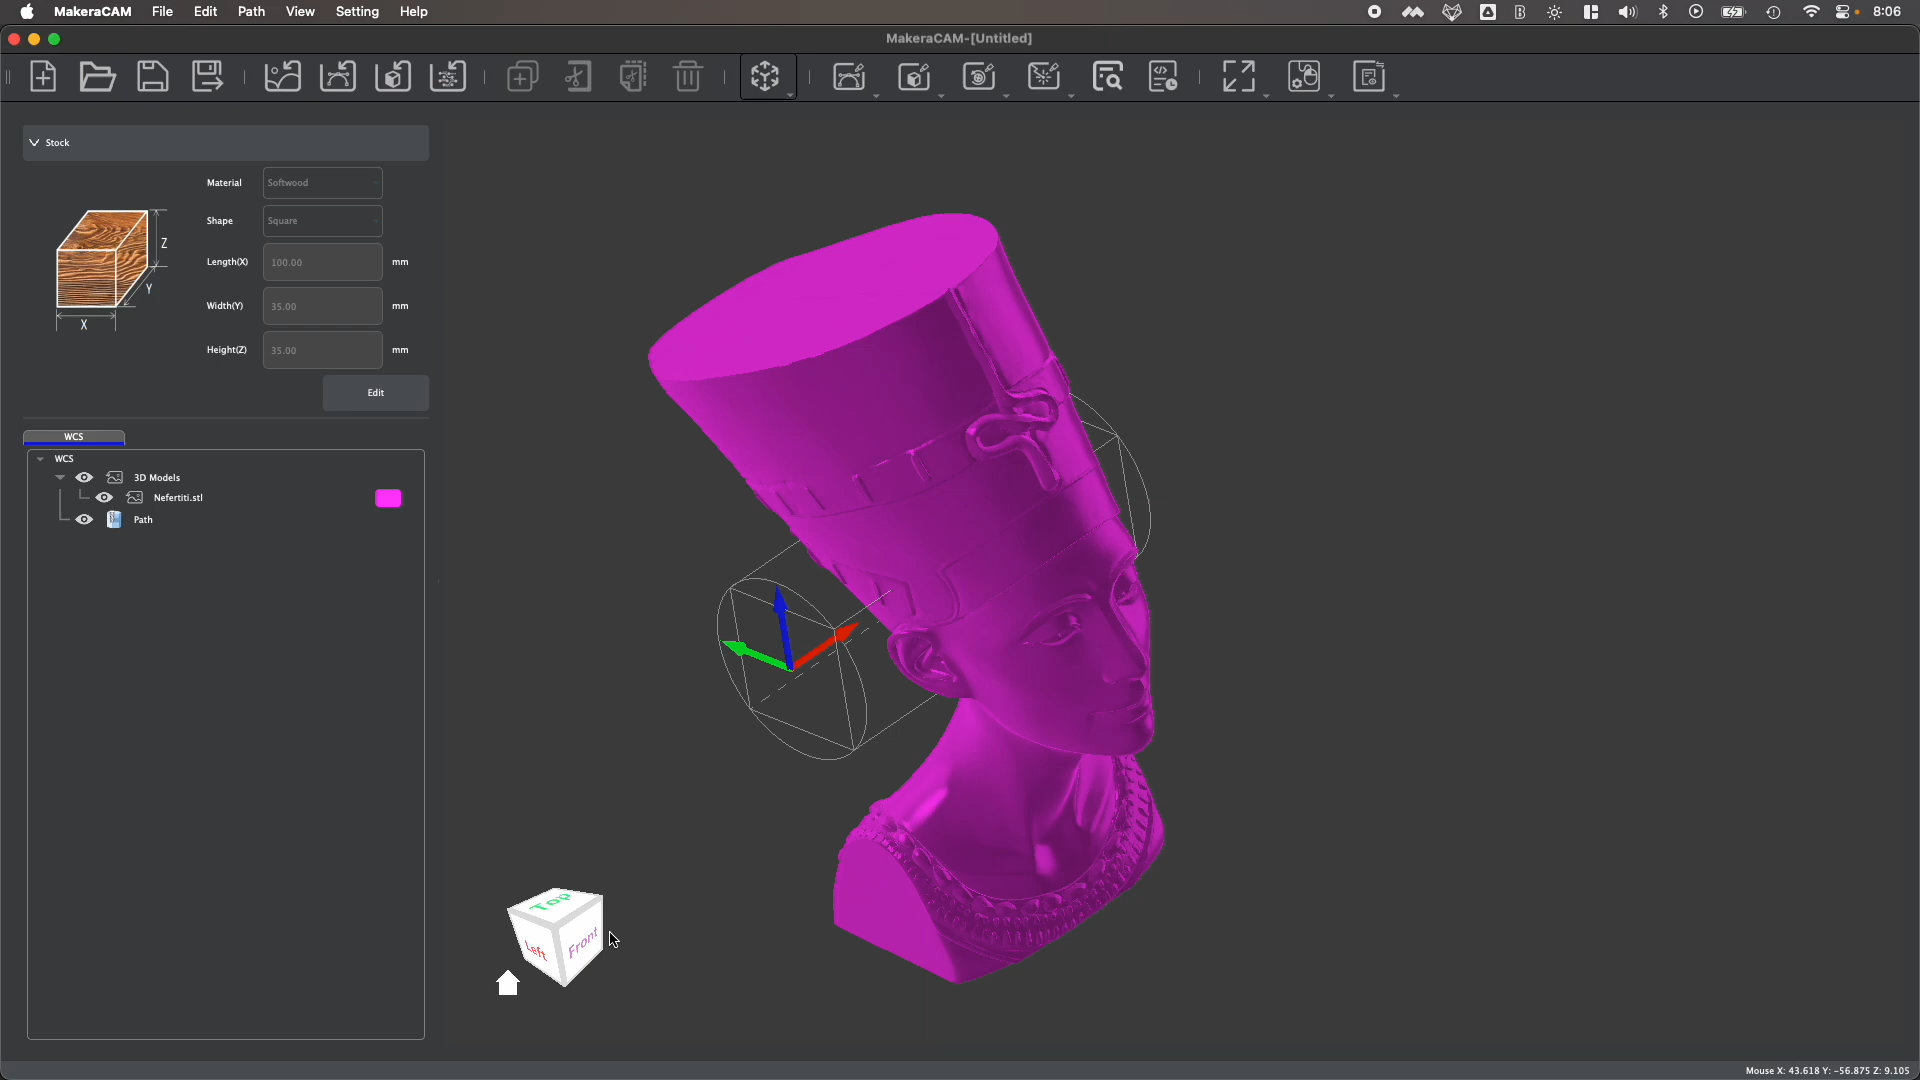 MakeraCAM File Edit Path View Setting Help 8:06
MakeraCAM-[Untitled]
Stock
Material Softwood
Shape Square
Length(X) 100.00 mm
Width(Y) 35.00 mm
Height(Z) 35.00 mm
Z
Y
X
Edit
WCS
WCS
3D Models
Nefertiti.stl
Path
Top
Left Front
Mouse X: 43.618 Y: -56.875 Z: 9.105